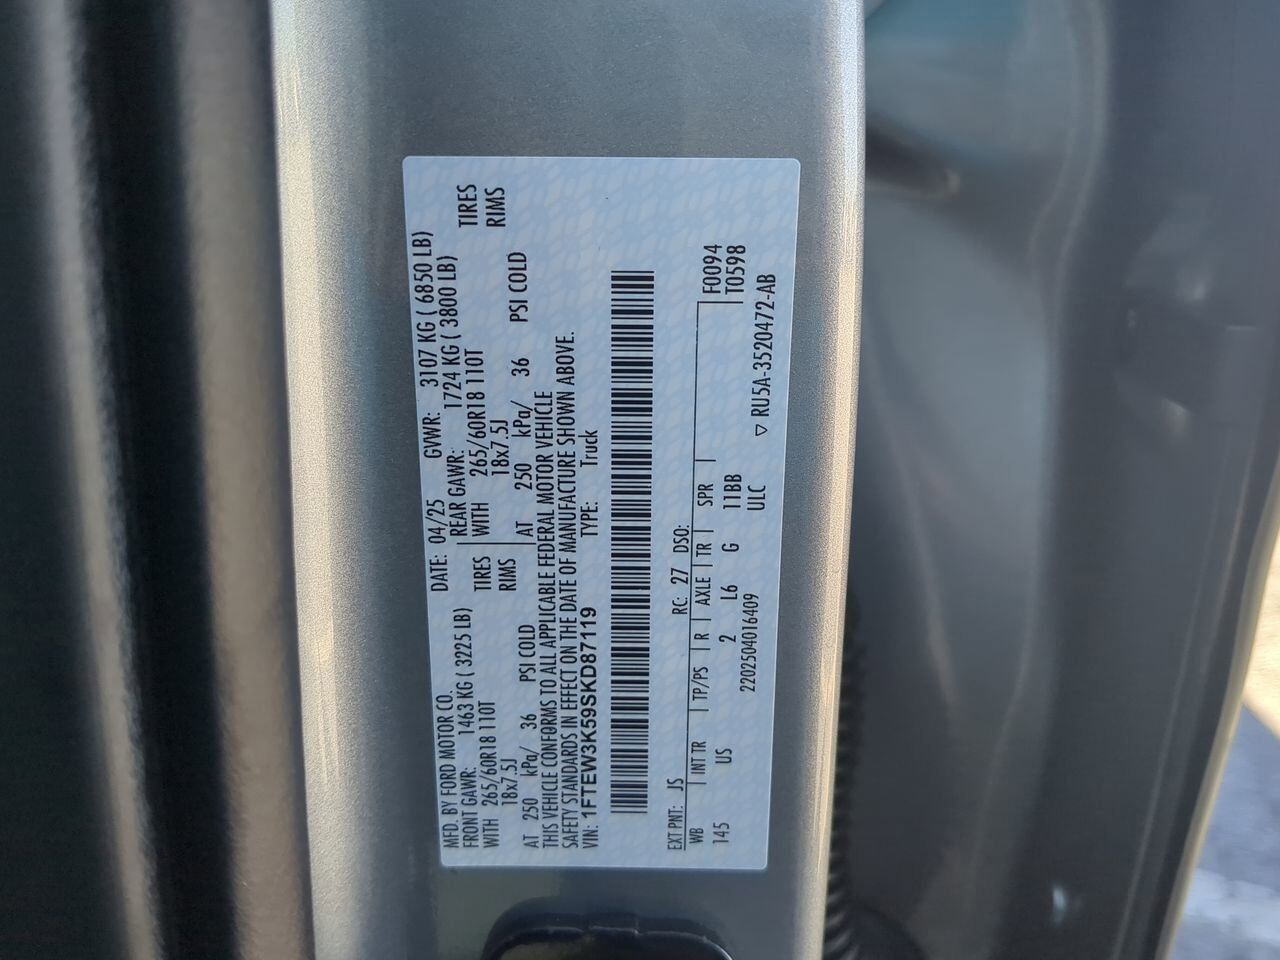 MFD. BY FORD MOTOR CO. DATE: 04/25 GVWR: 3107 KG ( 6850 LB)
FRONT GAWR: 1463 KG ( 3225 LB) REAR GAWR: 1724 KG ( 3800 LB)
WITH 265/60R18 110T TIRES WITH 265/60R18 110T TIRES
18x7.5J RIMS 18x7.5J RIMS
AT 250 kPa/ 36 PSI COLD AT 250 kPa/ 36 PSI COLD
THIS VEHICLE CONFORMS TO ALL APPLICABLE FEDERAL MOTOR VEHICLE
SAFETY STANDARDS IN EFFECT ON THE DATE OF MANUFACTURE SHOWN ABOVE.
VIN: 1FTEW3K59SKD87119 TYPE: Truck
EXT PNT: JS RC: 27 DSO:
WB INT TR TP/PS R AXLE TR SPR F0094
145 US 2 L6 G 11BB T0598
2202504016409 ULC ▽ RU5A-3520472-AB